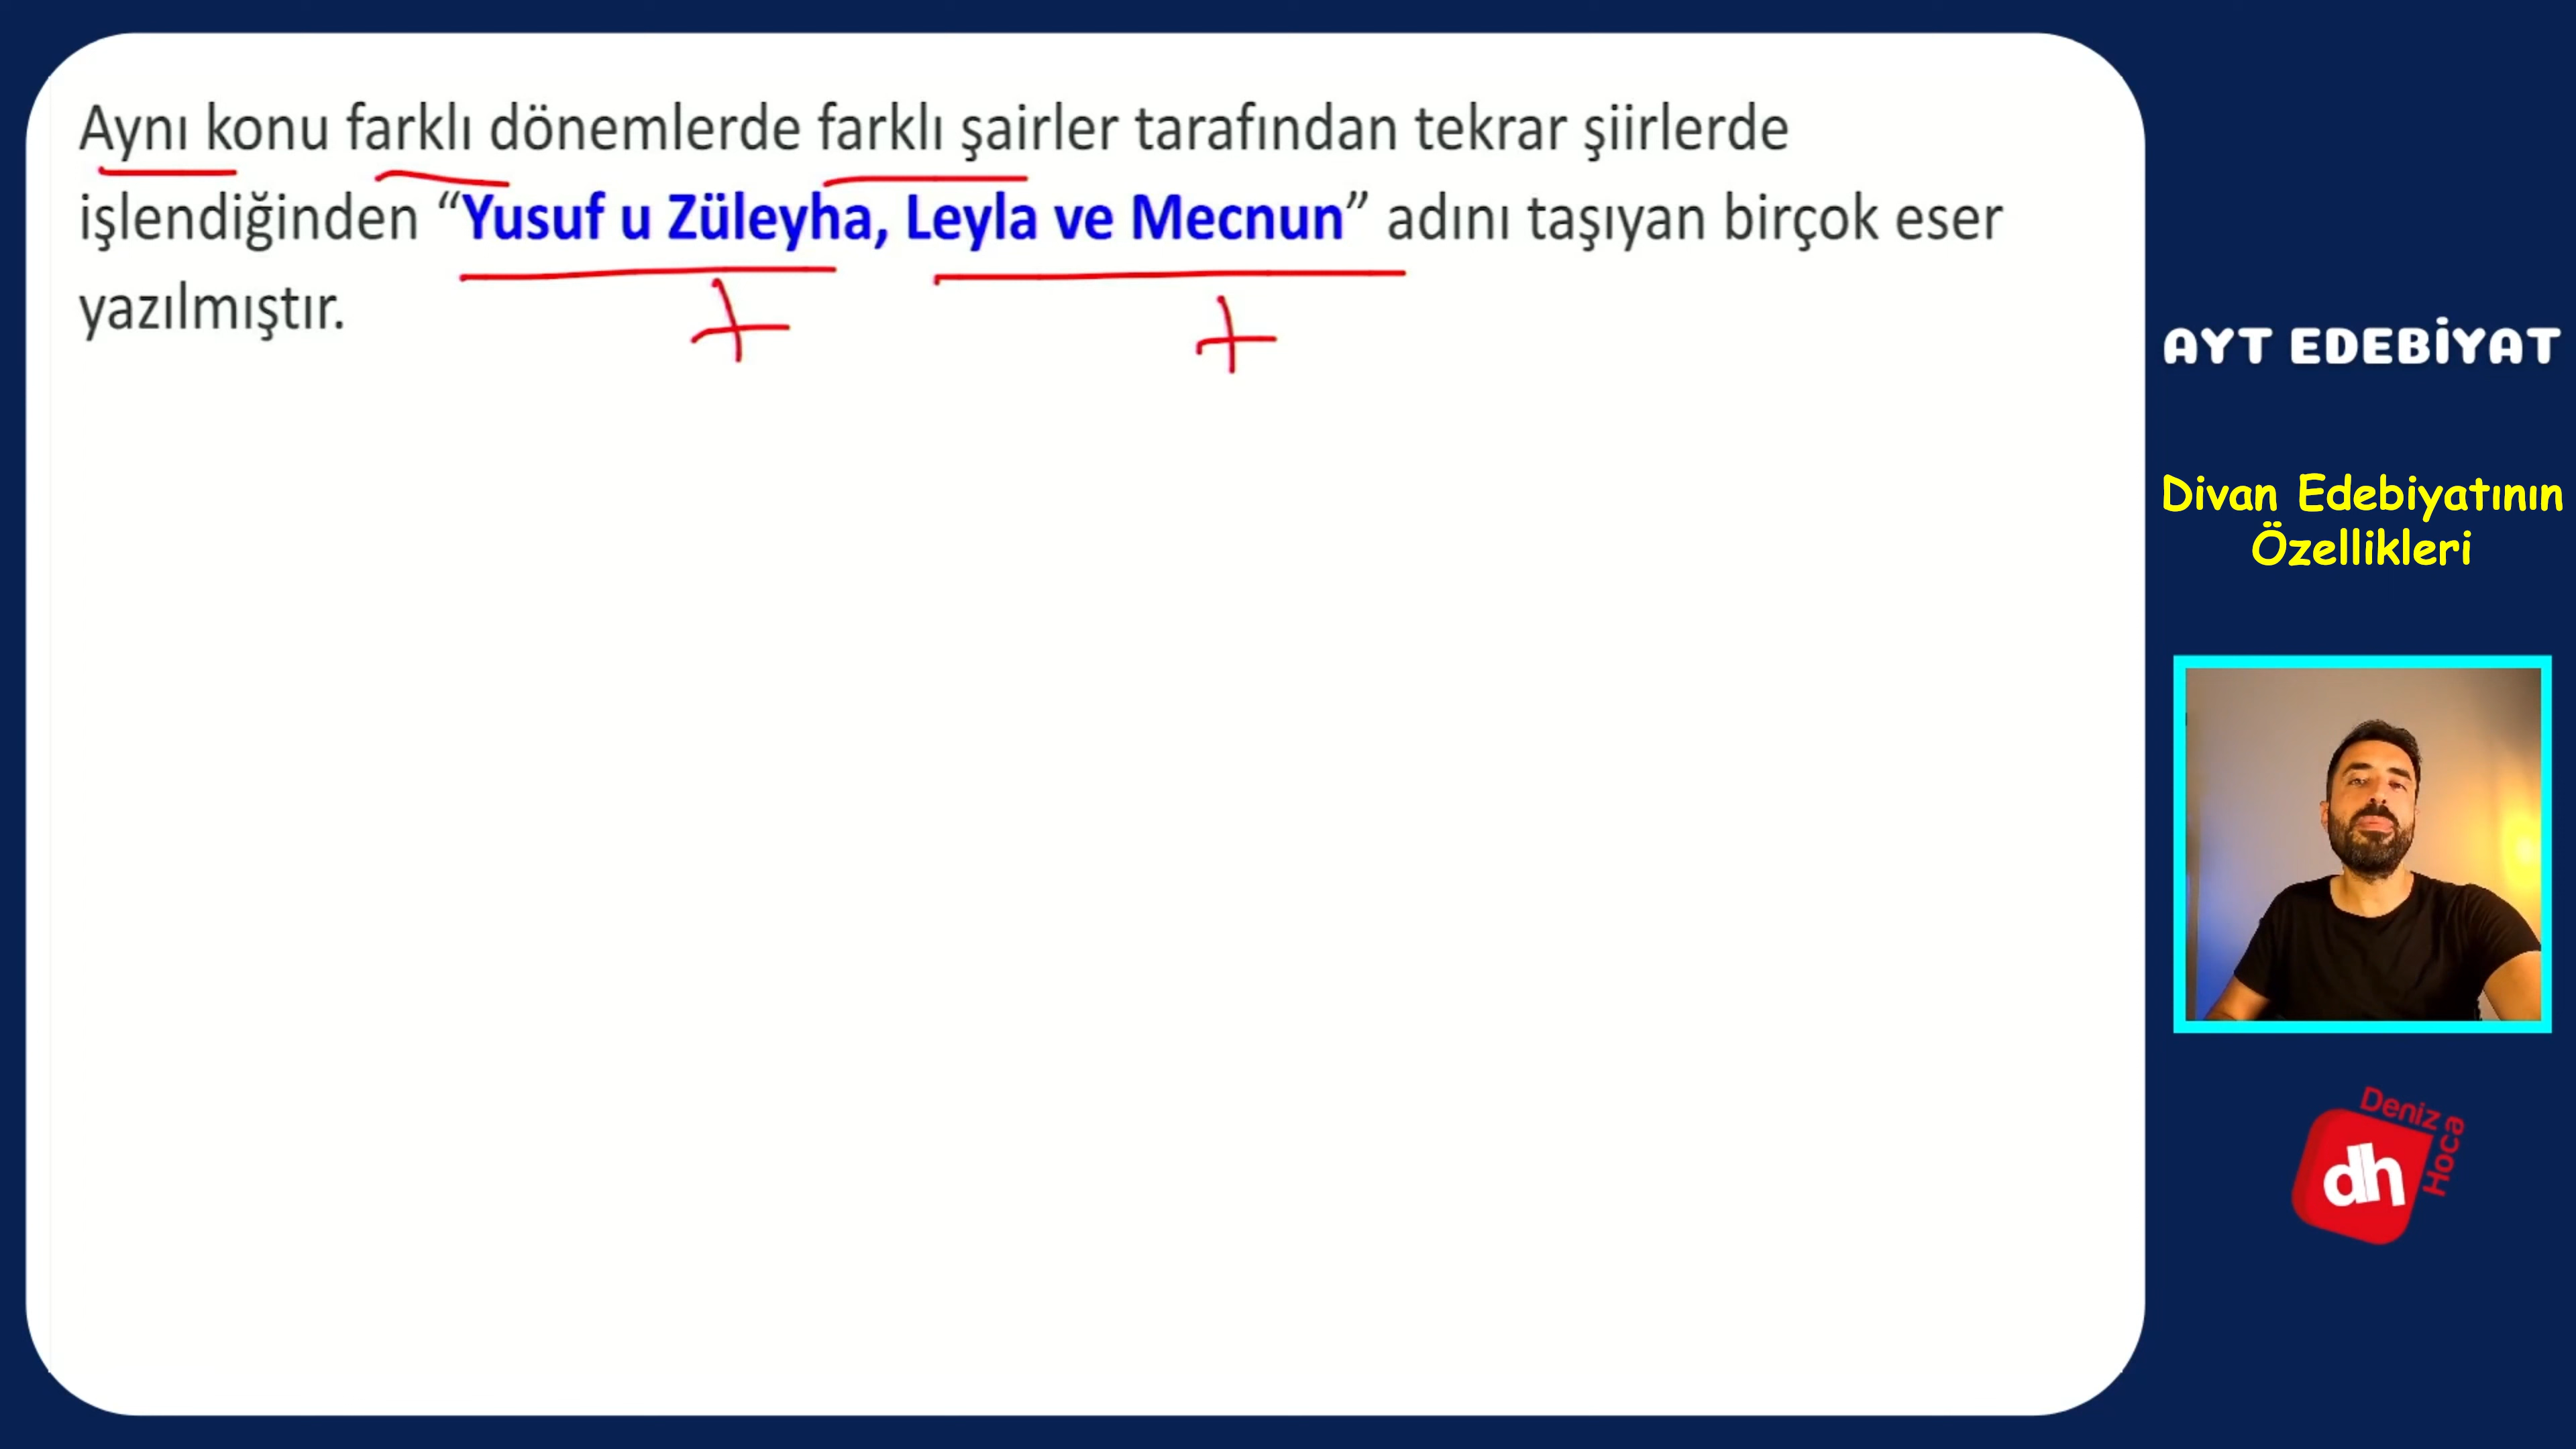 Aynı konu farklı dönemlerde farklı şairler tarafından tekrar şiirlerde
işlendiğinden “Yusuf u Züleyha, Leyla ve Mecnun” adını taşıyan birçok eser
yazılmıştır.
AYT EDEBİYAT
Divan Edebiyatının
Özellikleri
Deniz
Hoca
dh